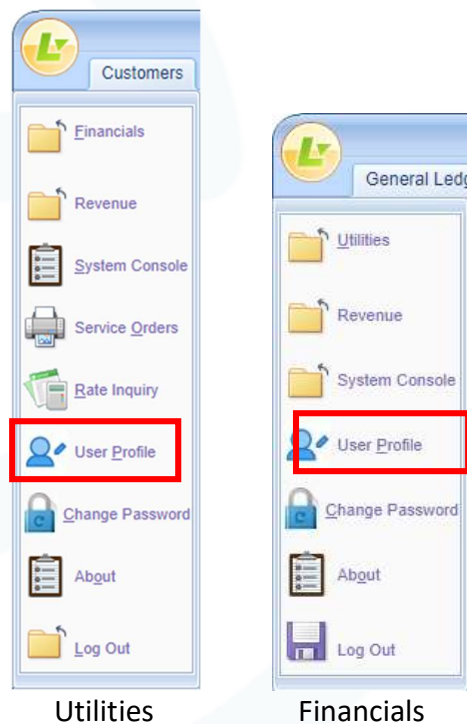 Customers
Financials
Revenue
System Console
Service Orders
Rate Inquiry
User Profile
Change Password
About
Log Out
Utilities
General Ledg
Utilities
Revenue
System Console
User Profile
Change Password
About
Log Out
Financials